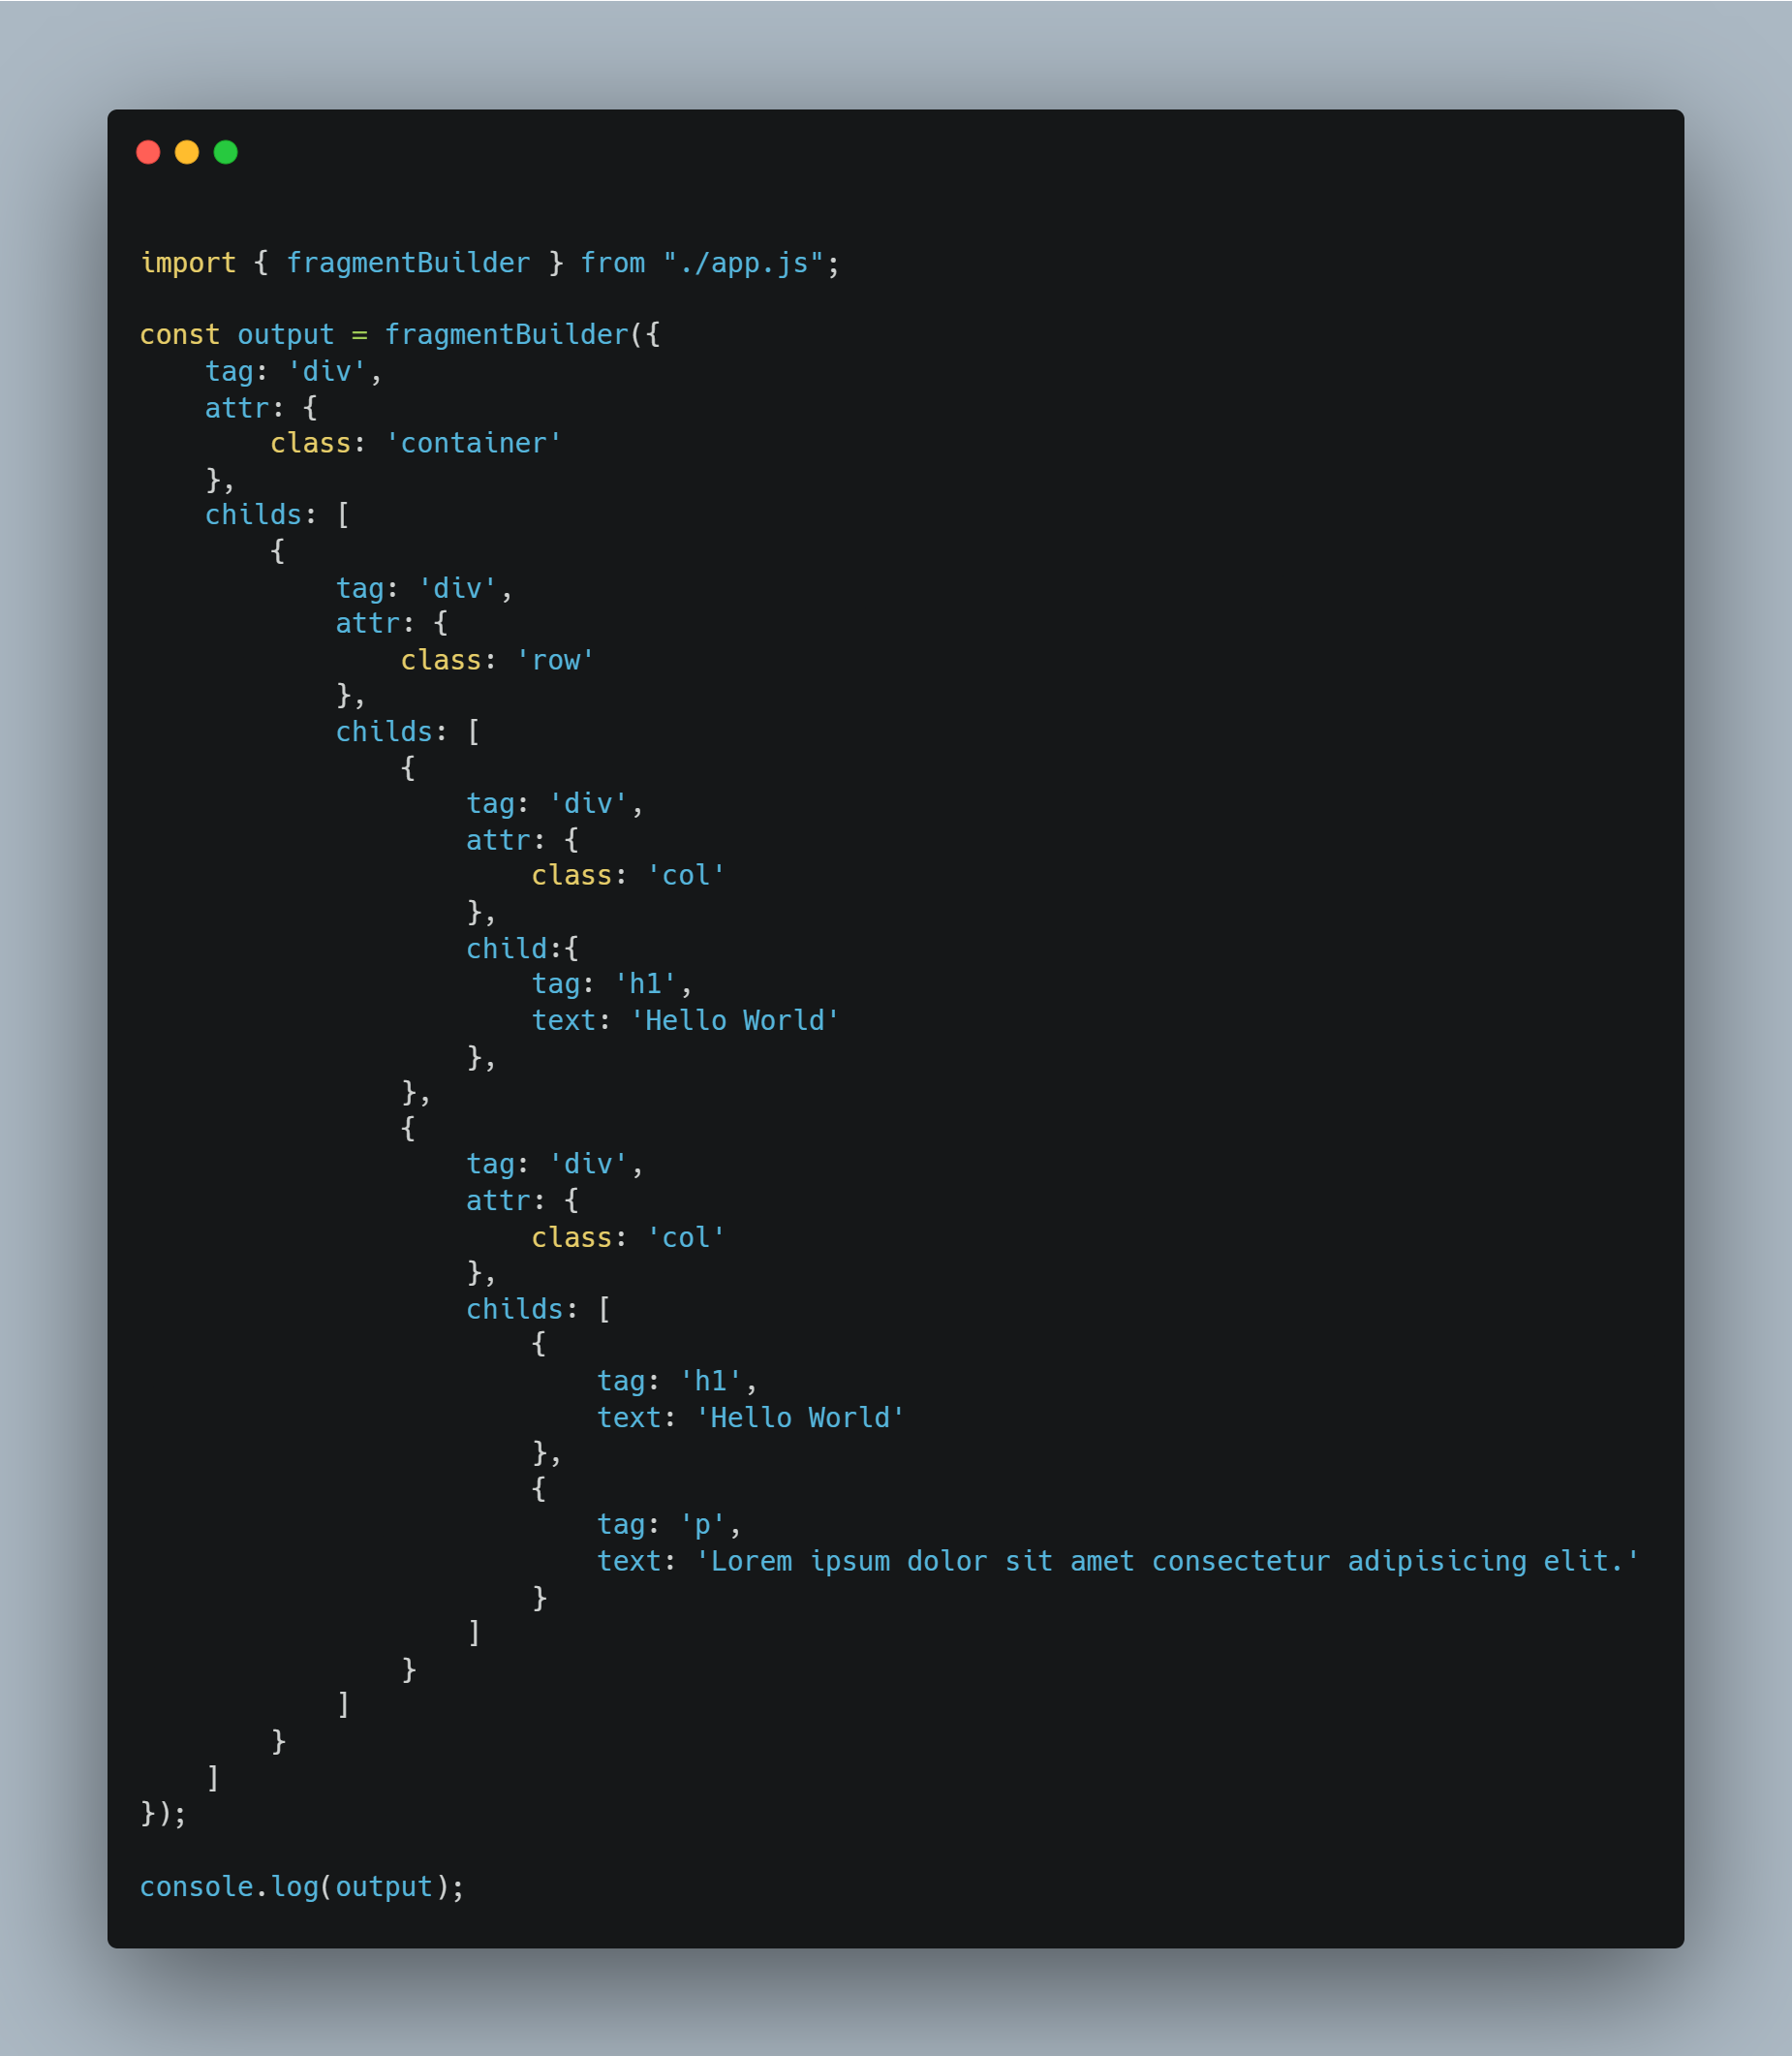 import { fragmentBuilder } from "./app.js";

const output = fragmentBuilder({
    tag: 'div',
    attr: {
        class: 'container'
    },
    childs: [
        {
            tag: 'div',
            attr: {
                class: 'row'
            },
            childs: [
                {
                    tag: 'div',
                    attr: {
                        class: 'col'
                    },
                    child:{
                        tag: 'h1',
                        text: 'Hello World'
                    },
                },
                {
                    tag: 'div',
                    attr: {
                        class: 'col'
                    },
                    childs: [
                        {
                            tag: 'h1',
                            text: 'Hello World'
                        },
                        {
                            tag: 'p',
                            text: 'Lorem ipsum dolor sit amet consectetur adipisicing elit.'
                        }
                    ]
                }
            ]
        }
    ]
});

console.log(output);